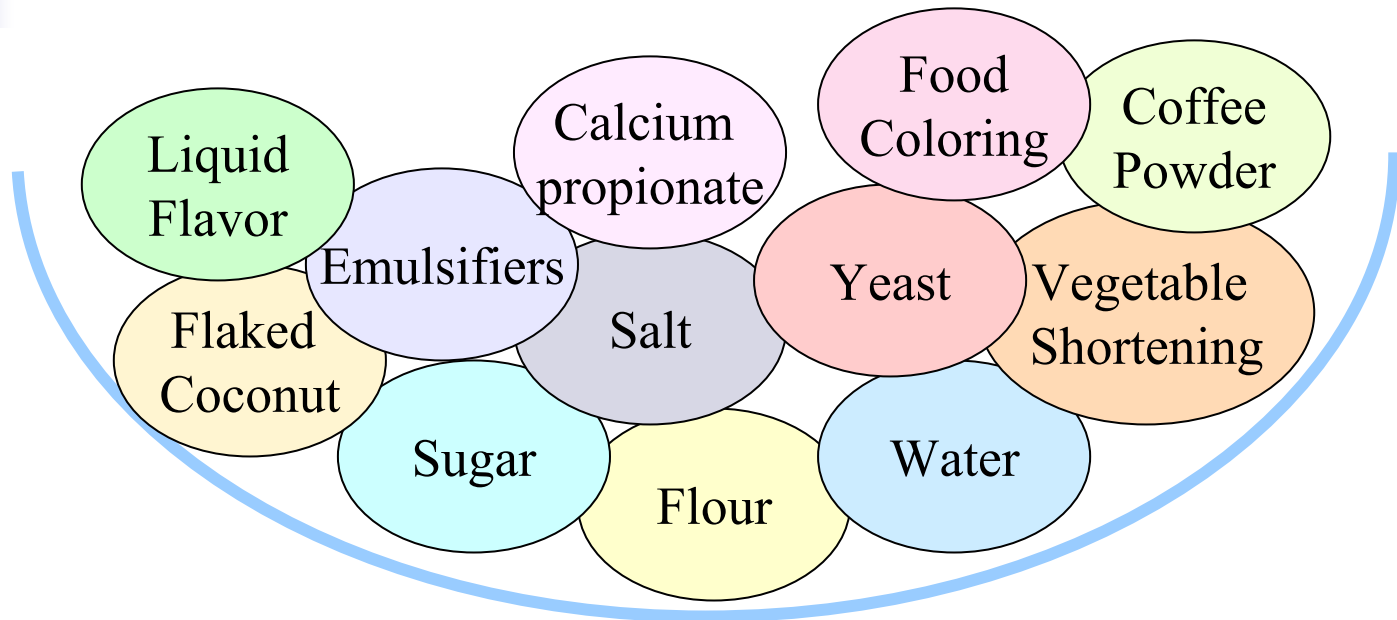 Food
Coloring
Coffee
Powder
Calcium
propionate
Liquid
Flavor
Emulsifiers
Yeast
Vegetable
Shortening
Flaked
Coconut
Salt
Sugar
Water
Flour